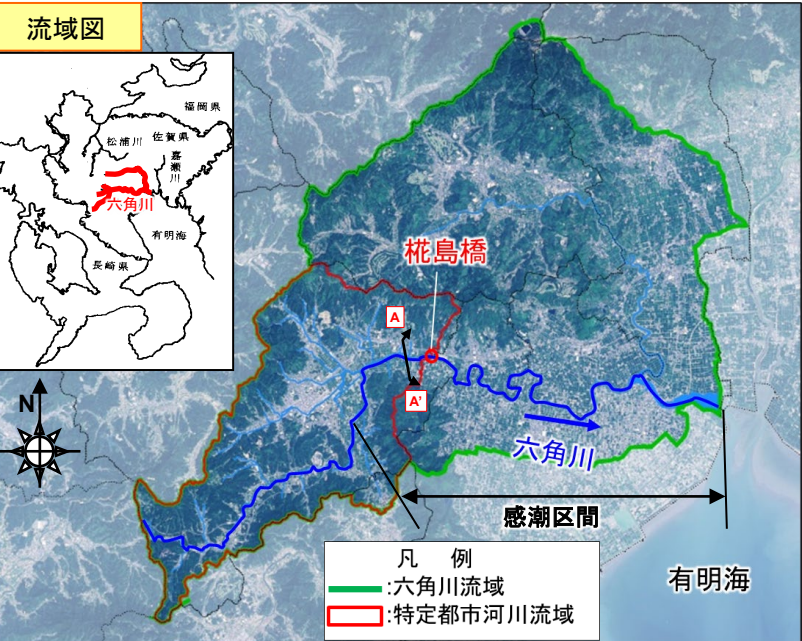 流域図
福岡県
松浦川
佐賀県
嘉瀬川
六角川
有明海
長崎県
椛島橋
A
A'
N
六角川
感潮区間
有明海
凡 例
:六角川流域
:特定都市河川流域